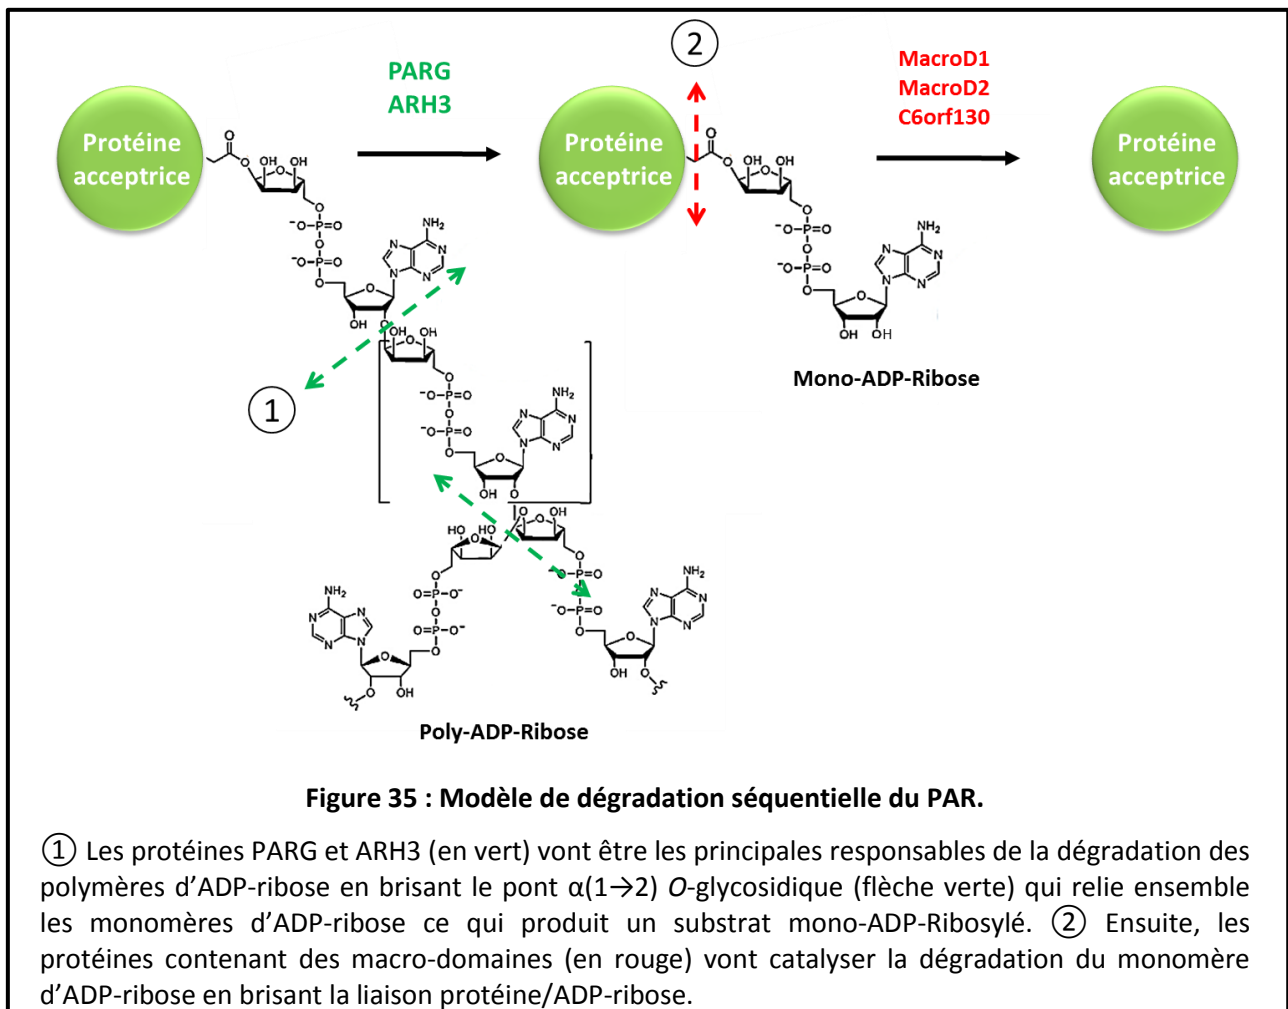 ②
PARG
ARH3
MacroD1
MacroD2
C6orf130
Protéine
acceptrice
Protéine
acceptrice
Protéine
acceptrice
①
Mono-ADP-Ribose
Poly-ADP-Ribose
Figure 35 : Modèle de dégradation séquentielle du PAR.
① Les protéines PARG et ARH3 (en vert) vont être les principales responsables de la dégradation des
polymères d’ADP-ribose en brisant le pont α(1→2) O-glycosidique (flèche verte) qui relie ensemble
les monomères d’ADP-ribose ce qui produit un substrat mono-ADP-Ribosylé. ② Ensuite, les
protéines contenant des macro-domaines (en rouge) vont catalyser la dégradation du monomère
d’ADP-ribose en brisant la liaison protéine/ADP-ribose.